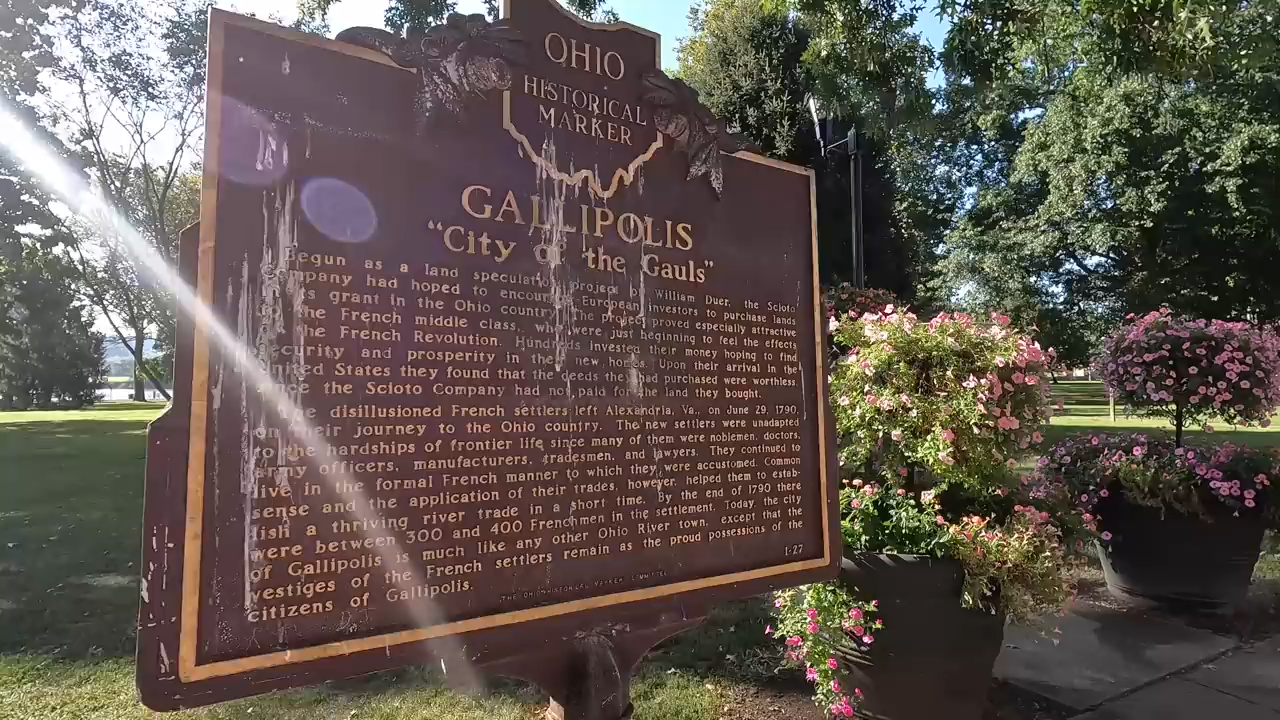 OHIO
HISTORICAL
MARKER
GALLIPOLIS
"City of the Gauls"
Begun as a land speculation project by William Duer, the Scioto
Company had hoped to encourage European investors to purchase lands
its grant in the Ohio country. The project proved especially attractive
to the French middle class, who were just beginning to feel the effects
the French Revolution. Hundreds invested their money hoping to find
security and prosperity in their new homes. Upon their arrival in the
United States they found that the deeds they had purchased were worthless,
since the Scioto Company had not paid for the land they bought.
The disillusioned French settlers left Alexandria, Va., on June 29, 1790,
on their journey to the Ohio country. The new settlers were unadapted
to the hardships of frontier life since many of them were noblemen, doctors,
army officers, manufacturers, tradesmen, and lawyers. They continued to
live in the formal French manner to which they were accustomed. Common
sense and the application of their trades, however, helped them to estab-
lish a thriving river trade in a short time. By the end of 1790 there
were between 300 and 400 Frenchmen in the settlement. Today, the city
of Gallipolis is much like any other Ohio River town, except that the
vestiges of the French settlers remain as the proud possessions of the
citizens of Gallipolis.
THE OHIO HISTORICAL MARKER COMMITTEE
1-27